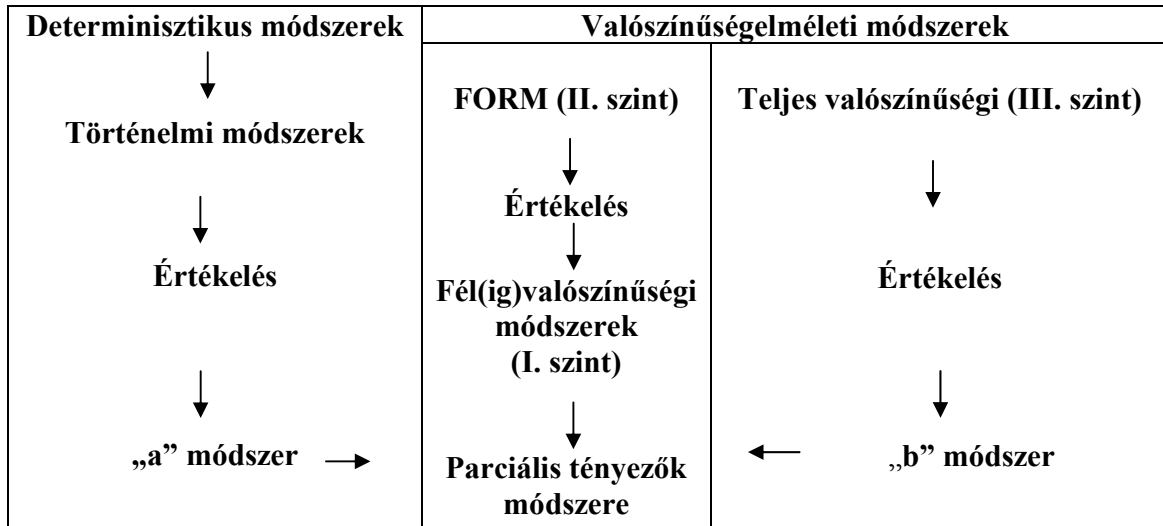 Determinisztikus módszerek
Valószínűségelméleti módszerek
Történelmi módszerek
Értékelés
„a” módszer
FORM (II. szint)
Értékelés
Fél(ig)valószínűségi
módszerek
(I. szint)
Parciális tényezők
módszere
Teljes valószínűségi (III. szint)
Értékelés
„b” módszer